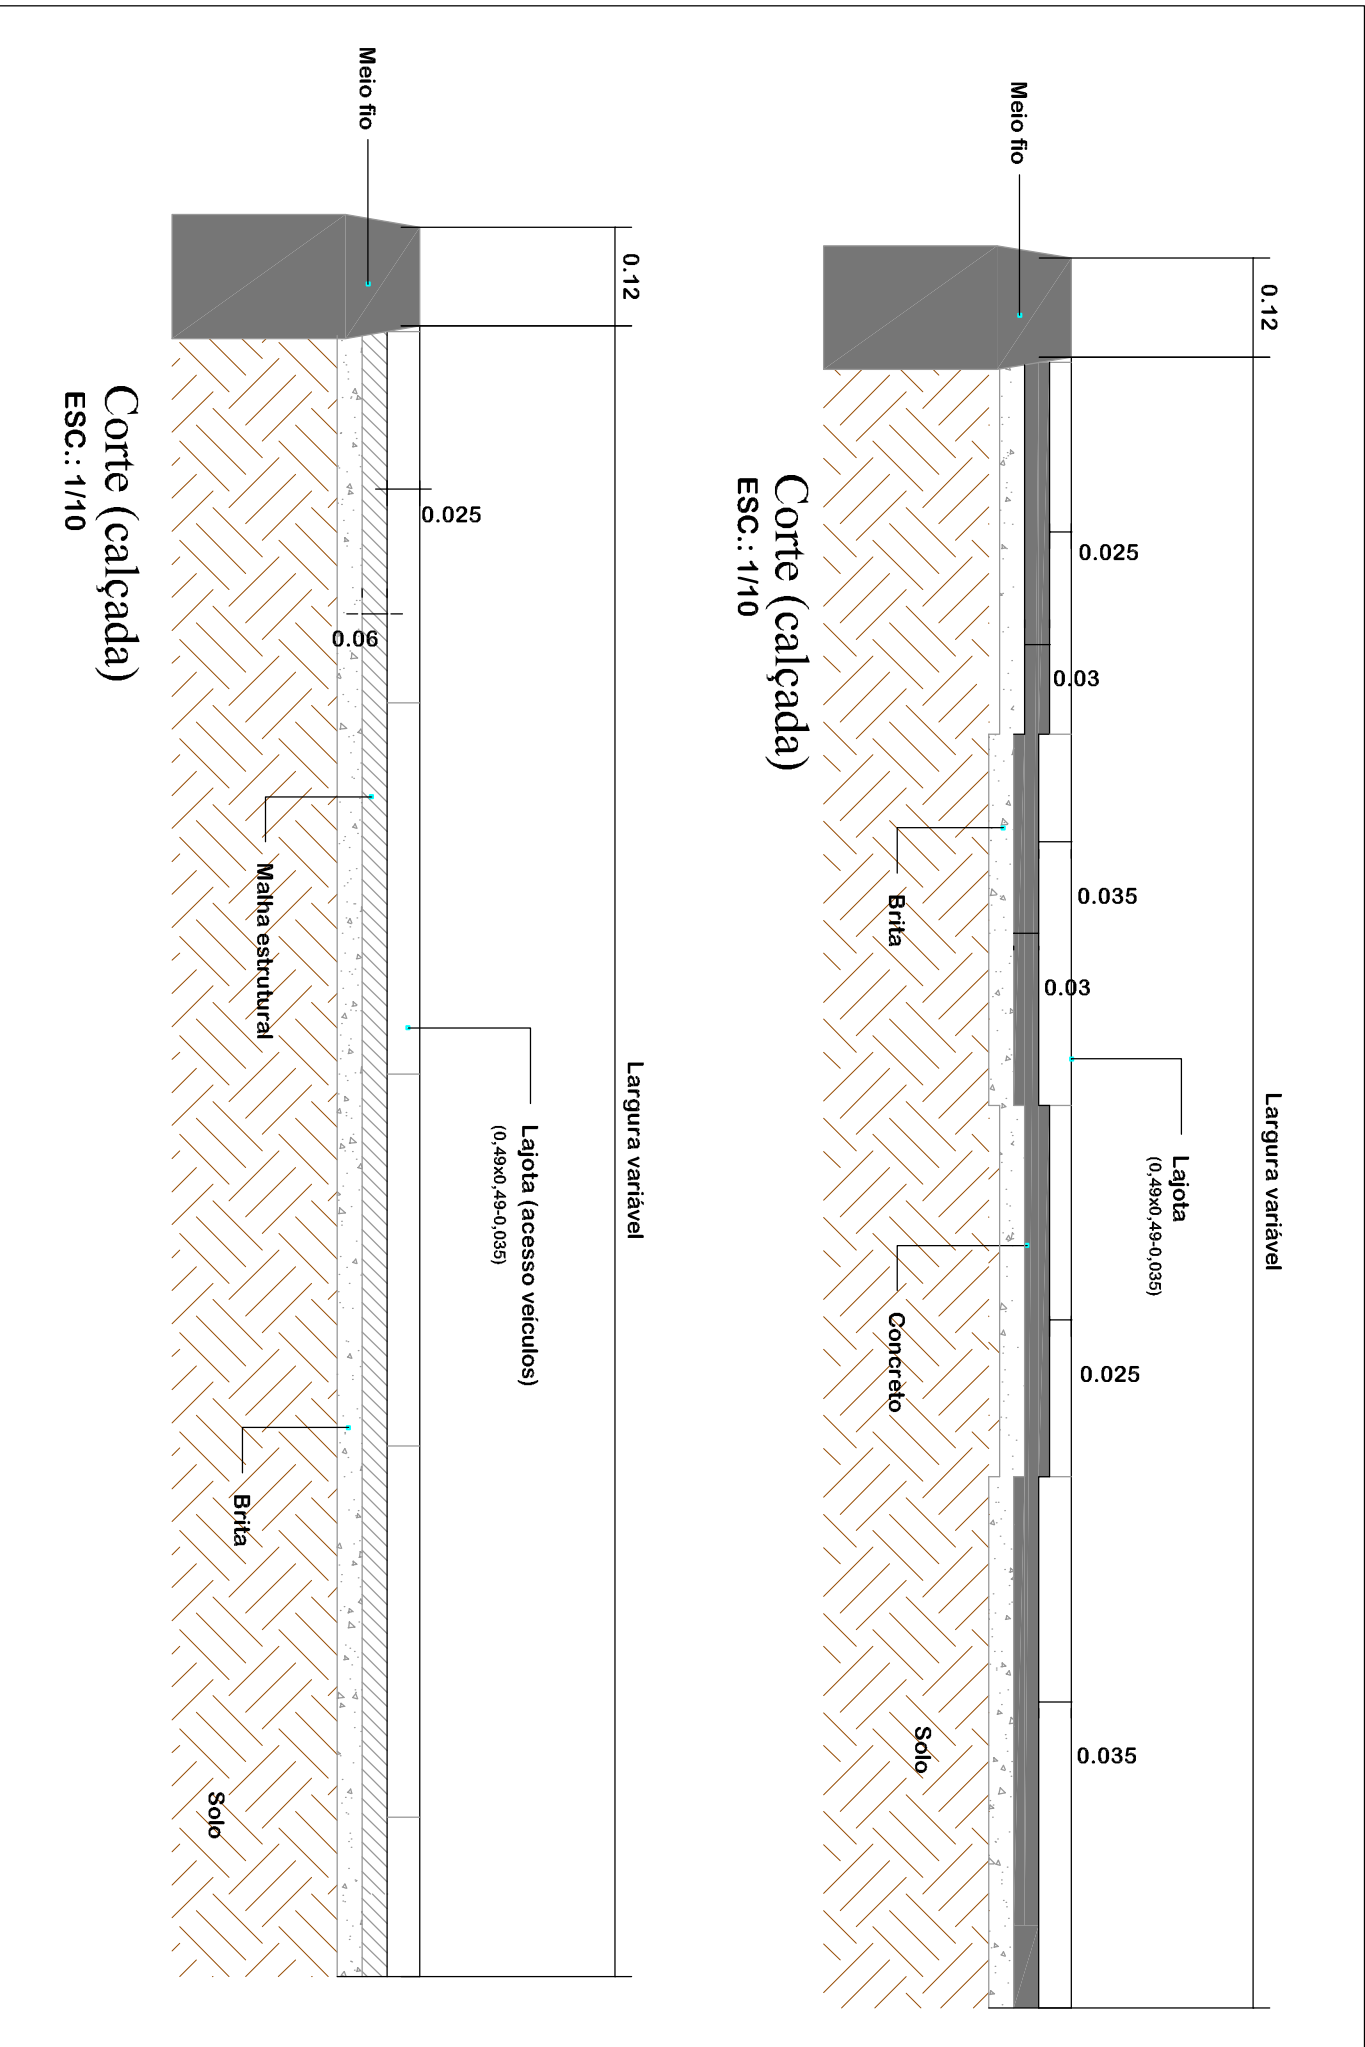 0.12
Largura variável
Meio fio
0.025
0.03
0.035
0.03
0.025
0.035
Lajota
(0,49x0,49-0,035)
Brita
Concreto
Solo
Corte (calçada)
ESC.: 1/10
0.12
Largura variável
Meio fio
0.025
0.06
Lajota (acesso veículos)
(0,49x0,49-0,035)
Malha estrutural
Brita
Solo
Corte (calçada)
ESC.: 1/10